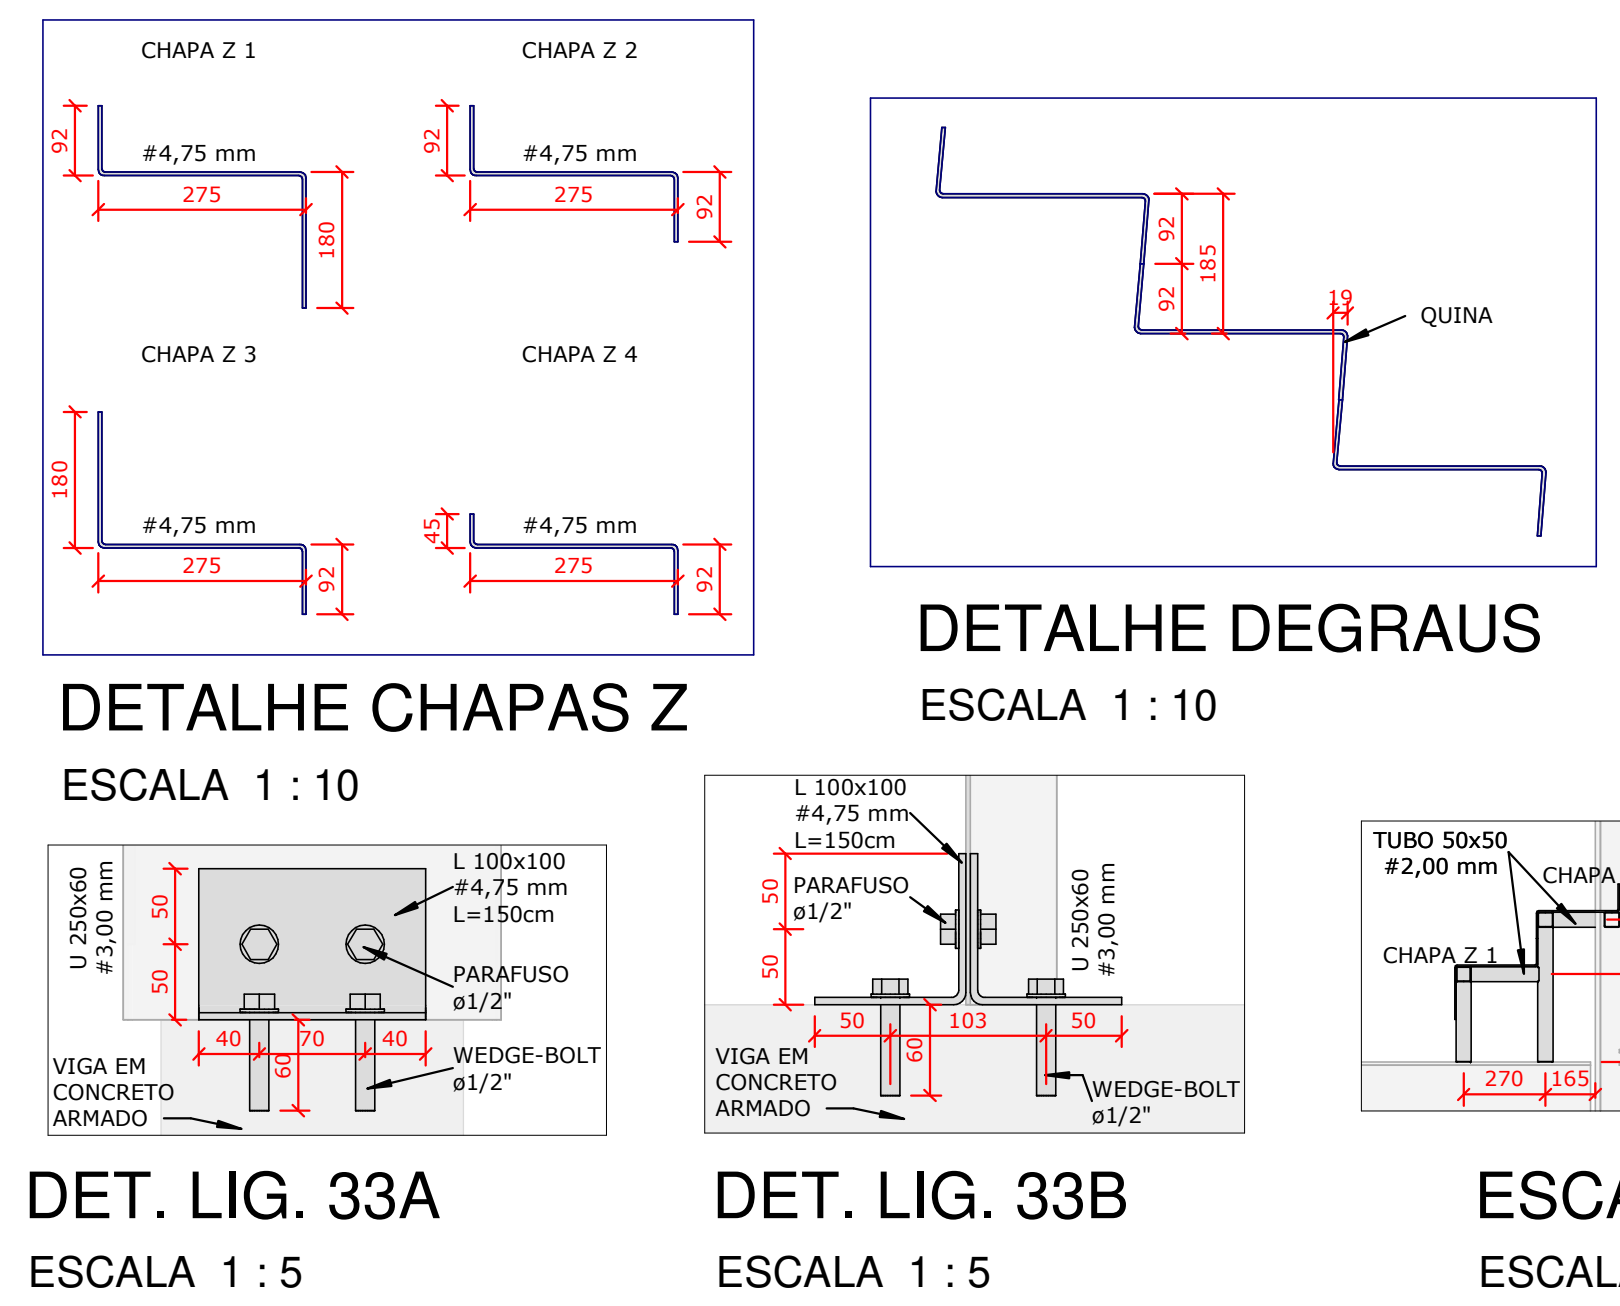 CHAPA Z 1
92
#4,75 mm
275
180
CHAPA Z 2
92
#4,75 mm
275
92
CHAPA Z 3
180
#4,75 mm
275
92
CHAPA Z 4
45
#4,75 mm
275
92
DETALHE CHAPAS Z
ESCALA 1 : 10
92
92
185
19
QUINA
DETALHE DEGRAUS
ESCALA 1 : 10
U 250x60
#3,00 mm
50
50
L 100x100
#4,75 mm
L=150cm
PARAFUSO
ø1/2"
40
70
40
60
WEDGE-BOLT
ø1/2"
VIGA EM
CONCRETO
ARMADO
DET. LIG. 33A
ESCALA 1 : 5
L 100x100
#4,75 mm
L=150cm
50
50
PARAFUSO
ø1/2"
U 250x60
#3,00 mm
50
103
50
60
VIGA EM
CONCRETO
ARMADO
WEDGE-BOLT
ø1/2"
DET. LIG. 33B
ESCALA 1 : 5
TUBO 50x50
#2,00 mm
CHAPA
CHAPA Z 1
270
165
ESCA
ESCALA